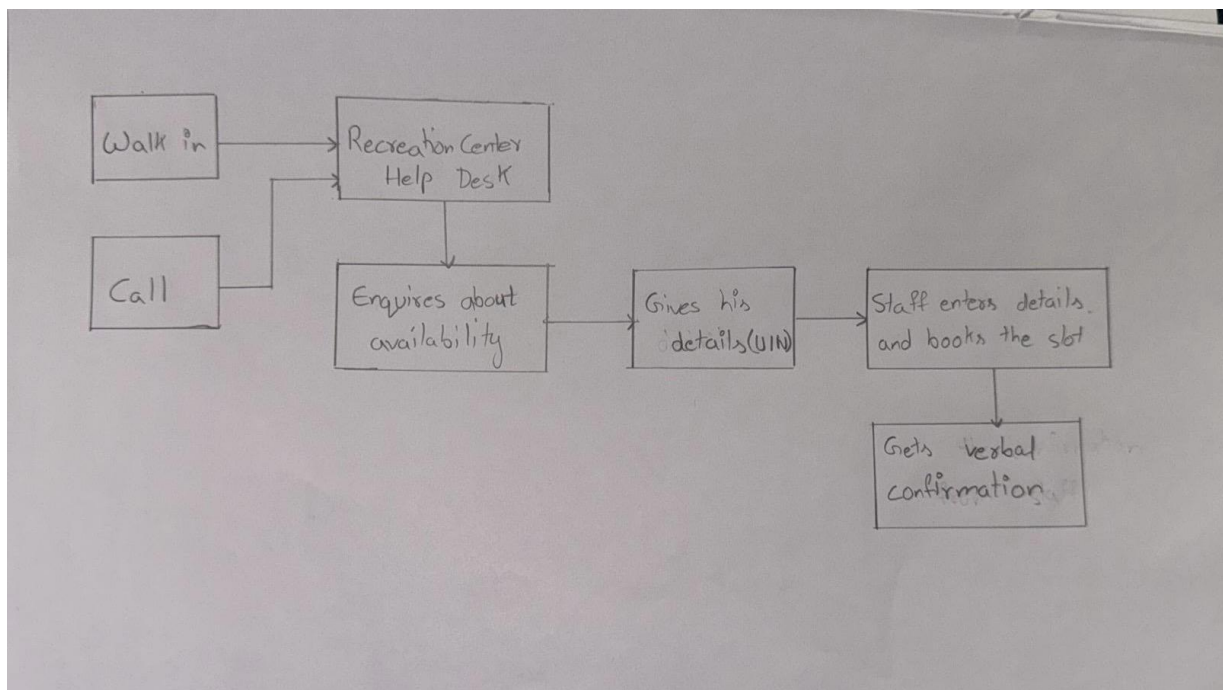 Walk in
Recreation Center
Help Desk
Call
Enquires about
availability
Gives his
details(UIN)
Staff enters details.
and books the slot
Gets verbal
confirmation